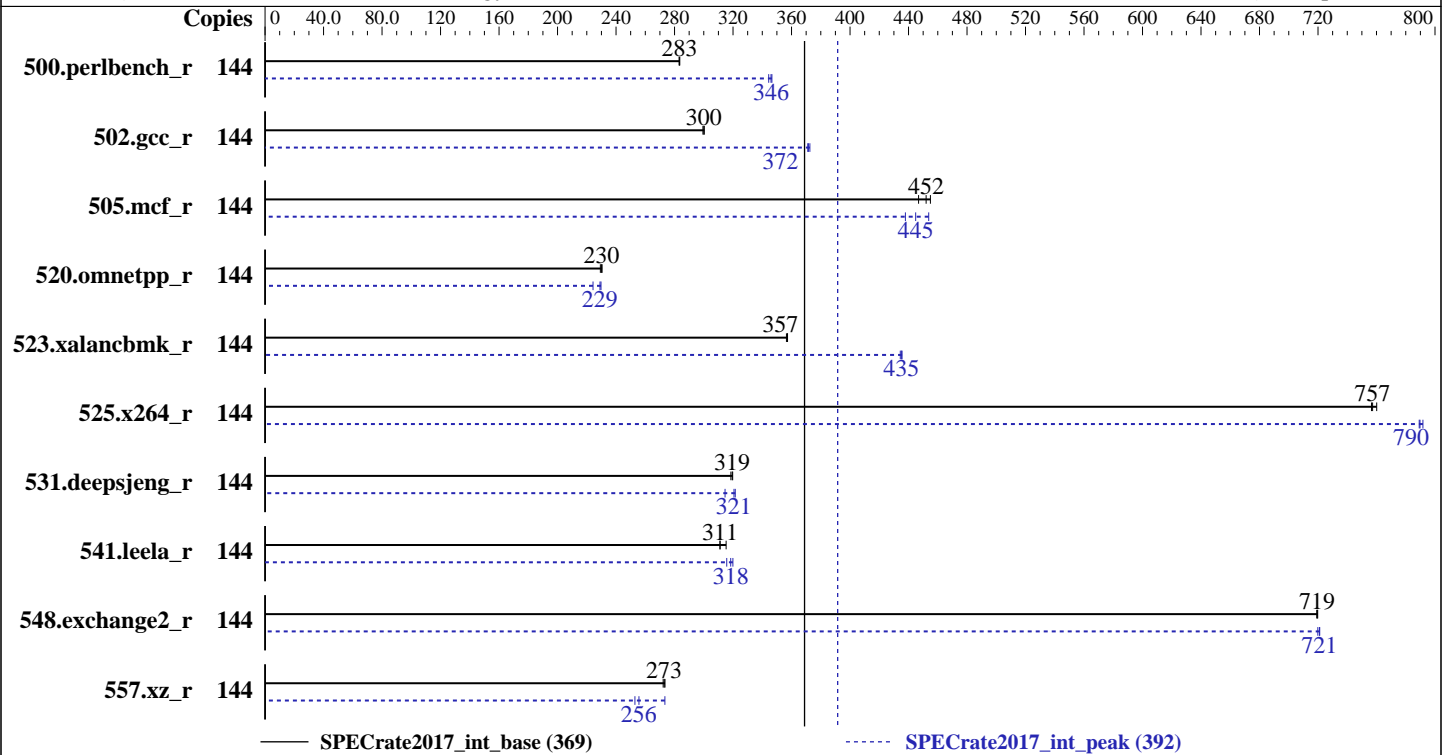 Copies 0 40.0 80.0 120 160 200 240 280 320 360 400 440 480 520 560 600 640 680 720 800
283
500.perlbench_r 144
346
300
502.gcc_r 144
372
452
505.mcf_r 144
445
230
520.omnetpp_r 144
229
357
523.xalancbmk_r 144
435
757
525.x264_r 144
790
319
531.deepsjeng_r 144
321
311
541.leela_r 144
318
719
548.exchange2_r 144
721
273
557.xz_r 144
256
SPECrate2017_int_base (369) SPECrate2017_int_peak (392)